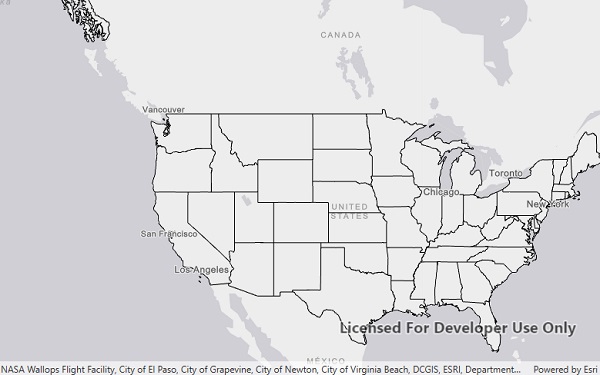 CANADA
Vancouver
Toronto
Chicago
New York
UNITED
STATES
San Francisco
Los Angeles
Licensed For Developer Use Only
MÉXICO
NASA Wallops Flight Facility, City of El Paso, City of Grapevine, City of Newton, City of Virginia Beach, DCGIS, ESRI, Department... Powered by Esri